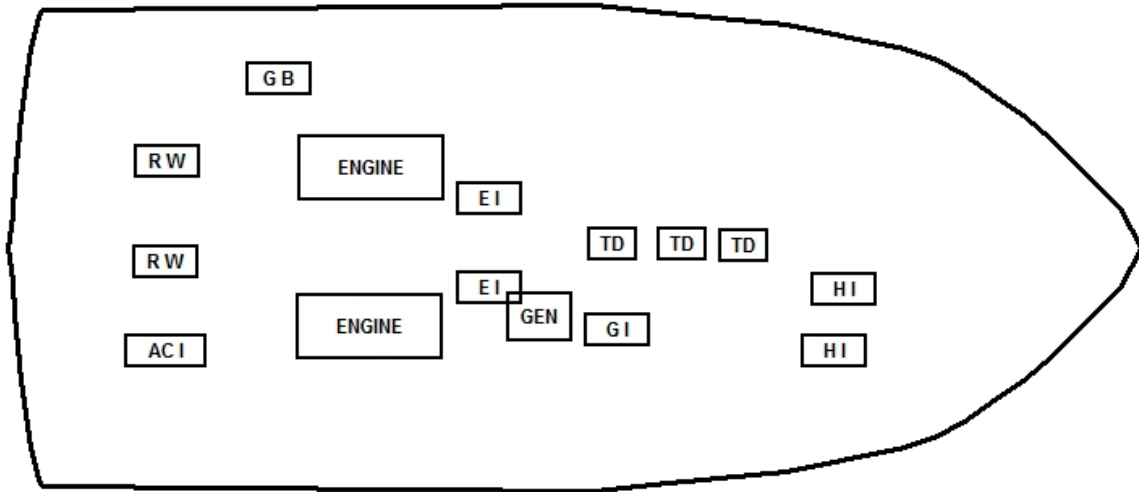 G B
R W
ENGINE
E I
TD TD TD
R W
E I
H I
GEN
ENGINE
G I
AC I
H I